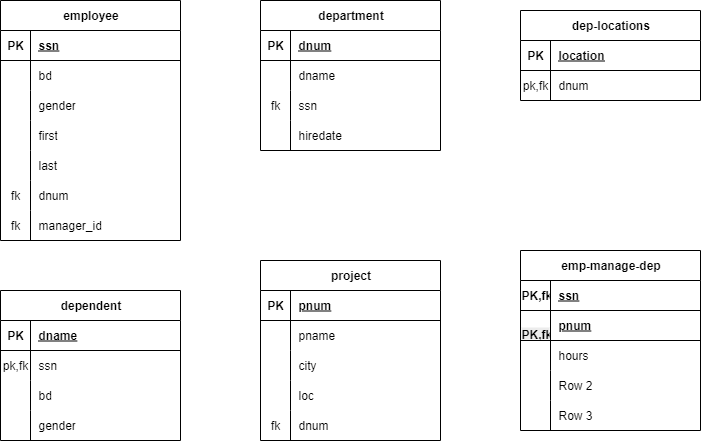 employee
PK ssn
bd
gender
first
last
fk dnum
fk manager_id
department
PK dnum
dname
fk ssn
hiredate
dep-locations
PK location
pk,fk dnum
dependent
PK dname
pk,fk ssn
bd
gender
project
PK pnum
pname
city
loc
fk dnum
emp-manage-dep
PK,fk ssn
PK,fk pnum
hours
Row 2
Row 3